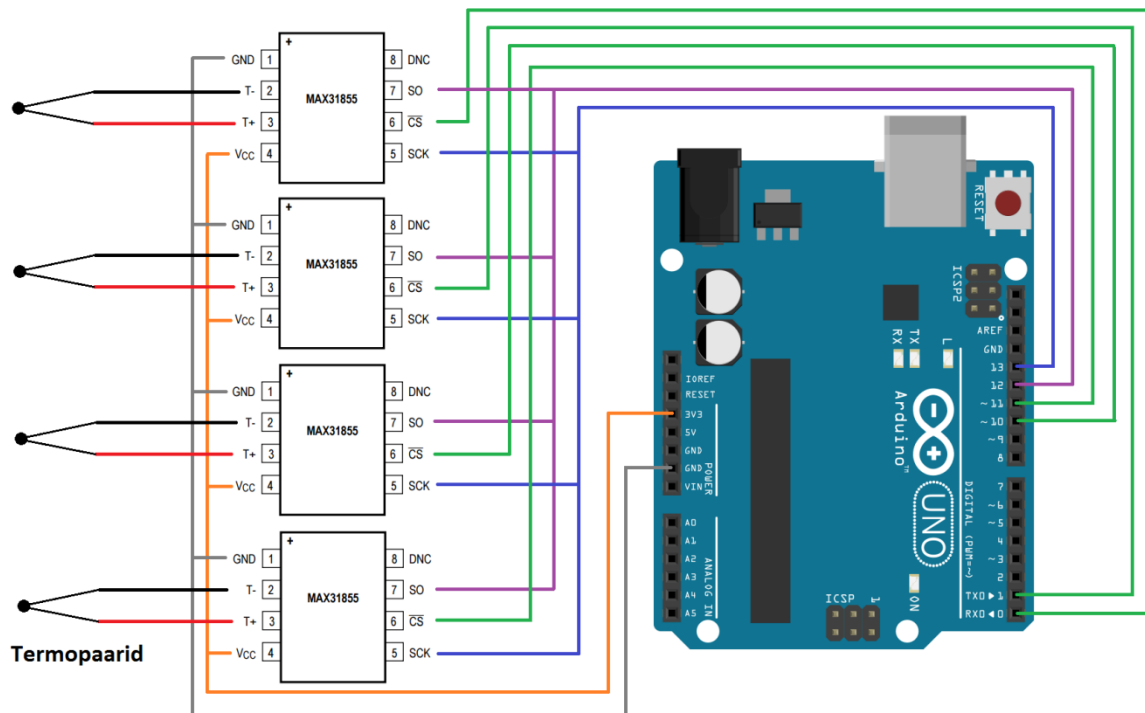 +
GND 1 8 DNC
T- 2 MAX31855 7 SO
T+ 3 6 CS
VCC 4 5 SCK
+
GND 1 8 DNC
T- 2 MAX31855 7 SO
T+ 3 6 CS
VCC 4 5 SCK
+
GND 1 8 DNC
T- 2 MAX31855 7 SO
T+ 3 6 CS
VCC 4 5 SCK
+
GND 1 8 DNC
T- 2 MAX31855 7 SO
T+ 3 6 CS
VCC 4 5 SCK
Termopaarid
RESET
ICSP2
AREF
GND
13
12
~11
~10
~9
8
7
~6
~5
4
~3
2
TX0▶1
RX0◀0
DIGITAL (PWM=~)
RX
TX
L
Arduino™
UNO
ON
IOREF
RESET
3V3
5V
GND
GND
VIN
POWER
A0
A1
A2
A3
A4
A5
ANALOG IN
ICSP
1